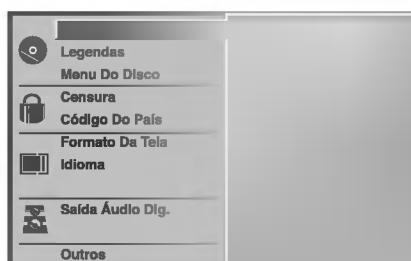 Legendas
Menu Do Disco
Censura
Código Do País
Formato Da Tela
Idioma
Saída Áudio Dig.
Outros